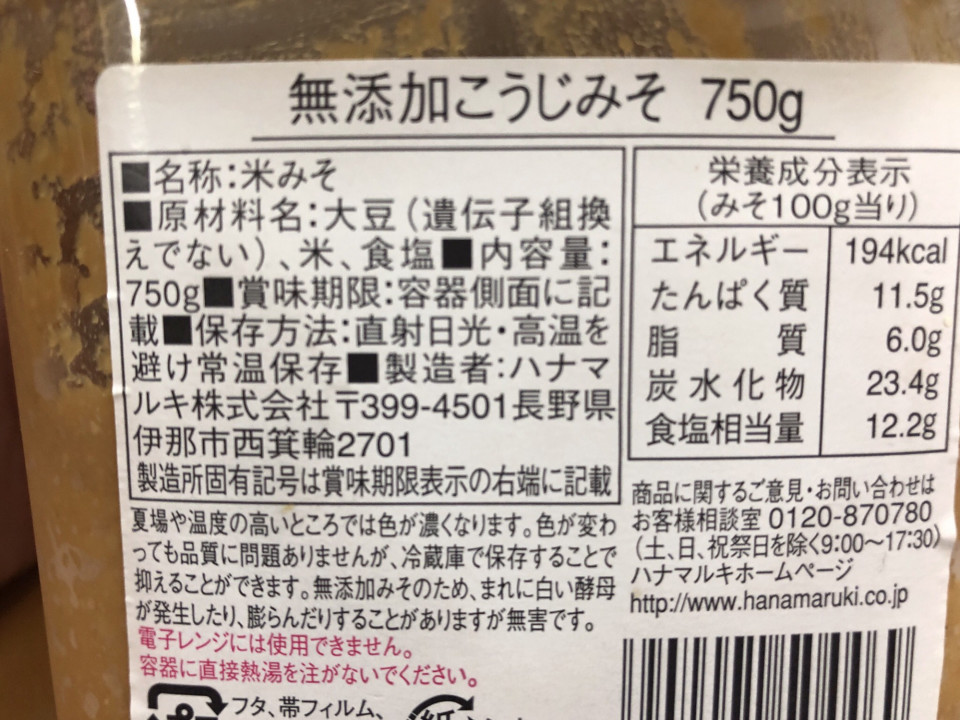 無添加こうじみそ 750g
■名称:米みそ
■原材料名:大豆(遺伝子組換
えでない)、米、食塩■内容量:
750g■賞味期限:容器側面に記
載■保存方法:直射日光・高温を
避け常温保存■製造者:ハナマ
ルキ株式会社〒399-4501長野県
伊那市西箕輪2701
製造所固有記号は賞味期限表示の右端に記載
夏場や温度の高いところでは色が濃くなります。色が変わ
っても品質に問題ありませんが、冷蔵庫で保存することで
抑えることができます。無添加みそのため、まれに白い酵母
が発生したり、膨らんだりすることがありますが無害です。
電子レンジには使用できません。
容器に直接熱湯を注がないでください。
フタ、帯フィルム、
栄養成分表示
(みそ100g当り)
エネルギー 194kcal
たんぱく質 11.5g
脂質 6.0g
炭水化物 23.4g
食塩相当量 12.2g
商品に関するご意見・お問い合わせは
お客様相談室 0120-870780
(土、日、祝祭日を除く9:00〜17:30)
ハナマルキホームページ
http://www.hanamaruki.co.jp